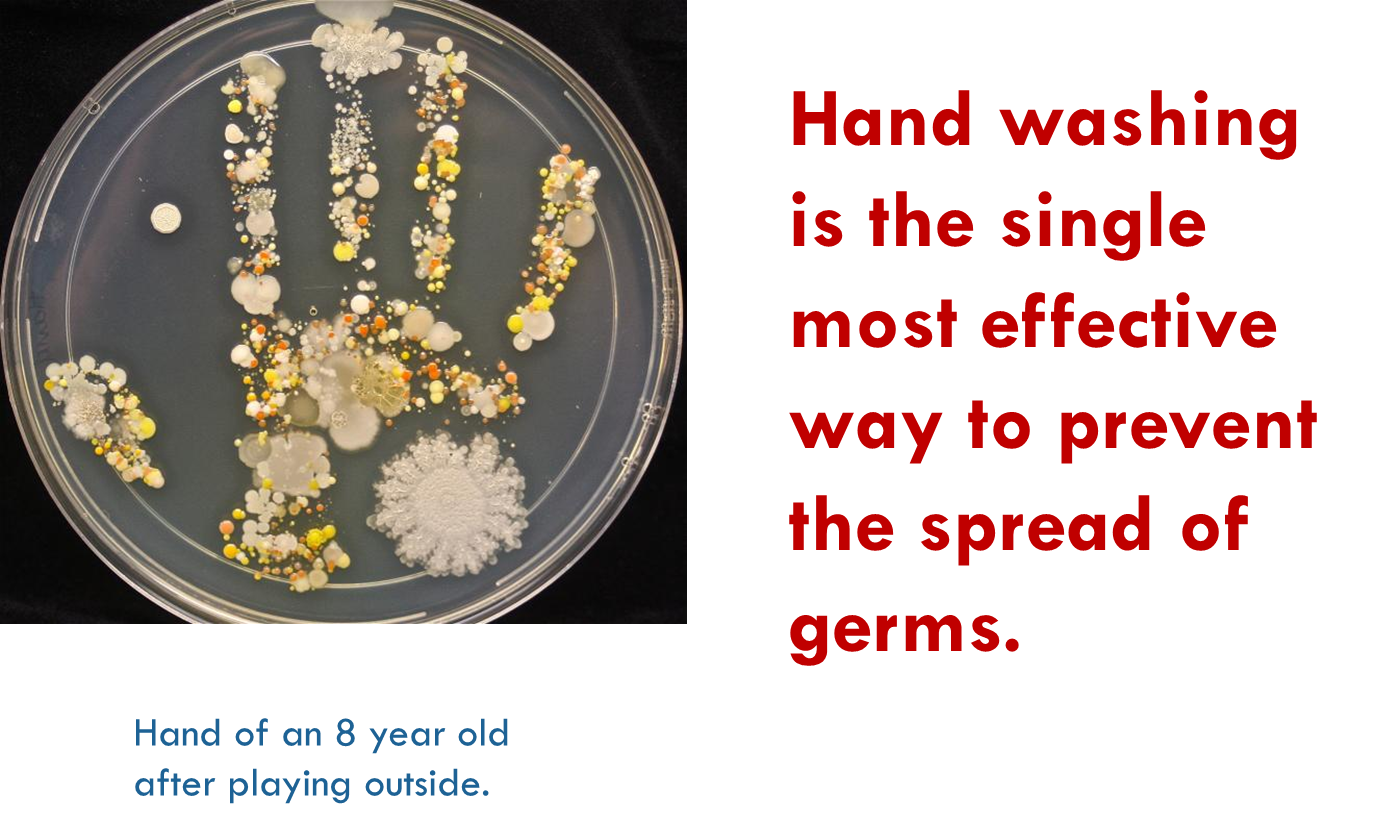 Hand washing
is the single
most effective
way to prevent
the spread of
germs.
Hand of an 8 year old
after playing outside.